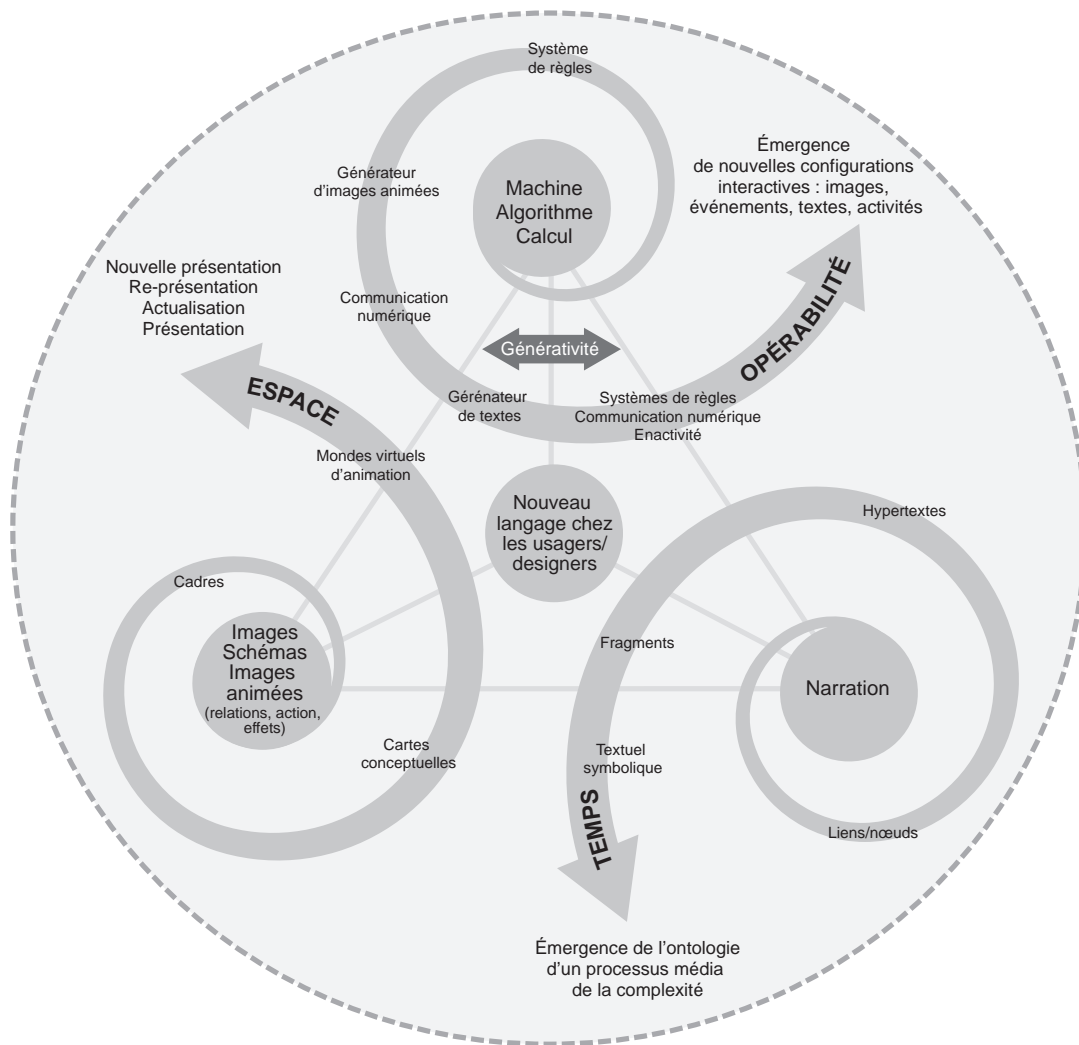 Système
de règles
Émergence
de nouvelles configurations
interactives : images,
événements, textes, activités
Générateur
d'images animées
Machine
Algorithme
Calcul
Nouvelle présentation
Re-présentation
Actualisation
Présentation
Communication
numérique
OPÉRABILITÉ
Générativité
ESPACE
Gérénateur
de textes
Systèmes de règles
Communication numérique
Enactivité
Mondes virtuels
d'animation
Nouveau
langage chez
les usagers/
designers
Hypertextes
Cadres
Images
Schémas
Images
animées
(relations, action,
effets)
Fragments
Narration
Cartes
conceptuelles
Textuel
symbolique
TEMPS
Liens/nœuds
Émergence de l'ontologie
d'un processus média
de la complexité